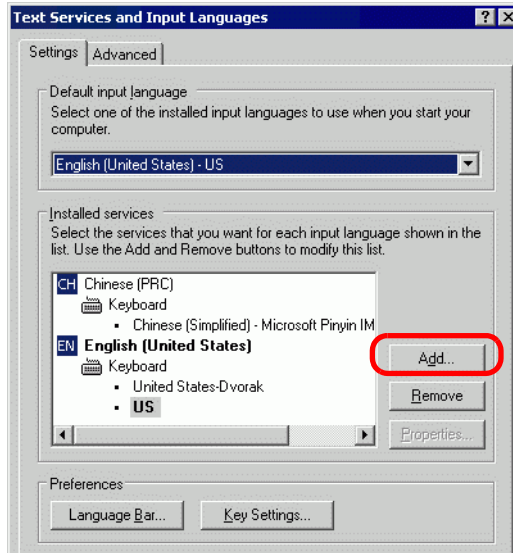 Text Services and Input Languages
Settings
Advanced
Default input language
Select one of the installed input languages to use when you start your
computer.
English (United States) - US
Installed services
Select the services that you want for each input language shown in the
list. Use the Add and Remove buttons to modify this list.
CH Chinese (PRC)
Keyboard
• Chinese (Simplified) - Microsoft Pinyin IM
EN English (United States)
Keyboard
• United States-Dvorak
• US
Add...
Remove
Properties...
Preferences
Language Bar...
Key Settings...